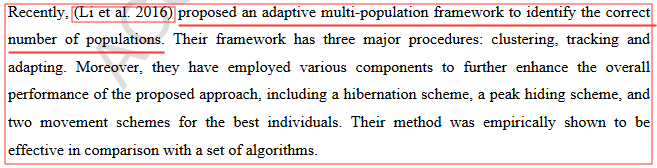 Recently, (Li et al. 2016) proposed an adaptive multi-population framework to identify the correct
number of populations. Their framework has three major procedures: clustering, tracking and
adapting. Moreover, they have employed various components to further enhance the overall
performance of the proposed approach, including a hibernation scheme, a peak hiding scheme, and
two movement schemes for the best individuals. Their method was empirically shown to be
effective in comparison with a set of algorithms.